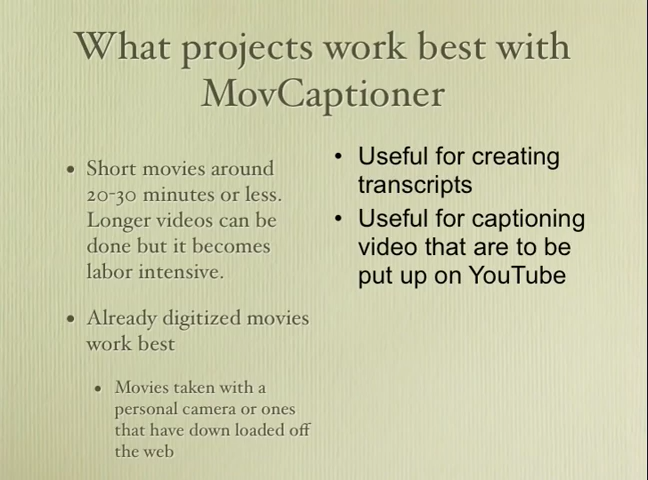 What projects work best with
MovCaptioner
• Short movies around
20-30 minutes or less.
Longer videos can be
done but it becomes
labor intensive.
• Already digitized movies
work best
• Movies taken with a
personal camera or ones
that have down loaded off
the web
• Useful for creating
transcripts
• Useful for captioning
video that are to be
put up on YouTube